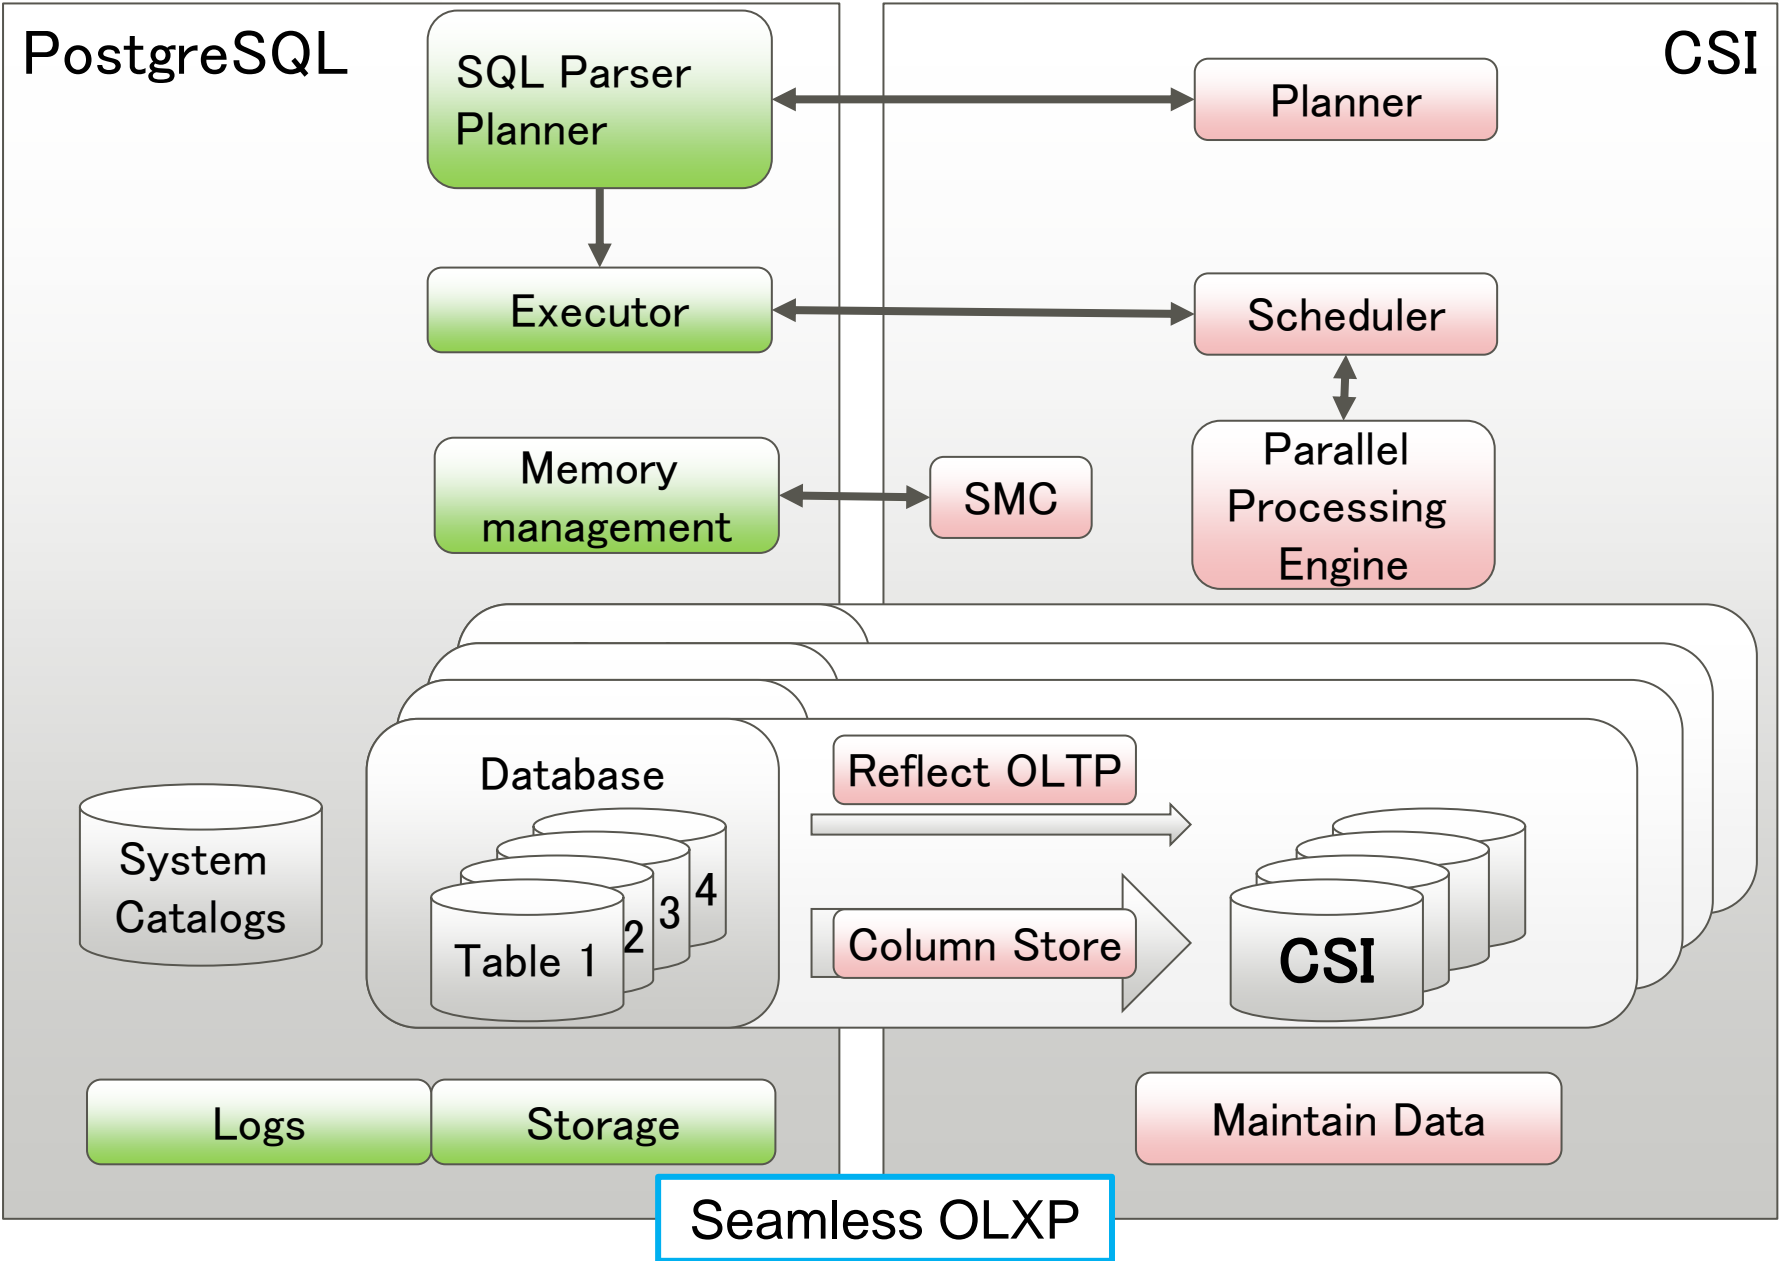 PostgreSQL
CSI
SQL Parser
Planner
Planner
Executor
Scheduler
Memory
management
SMC
Parallel
Processing
Engine
Database
Reflect OLTP
System
Catalogs
Table 1
2
3
4
Column Store
CSI
Logs
Storage
Maintain Data
Seamless OLXP